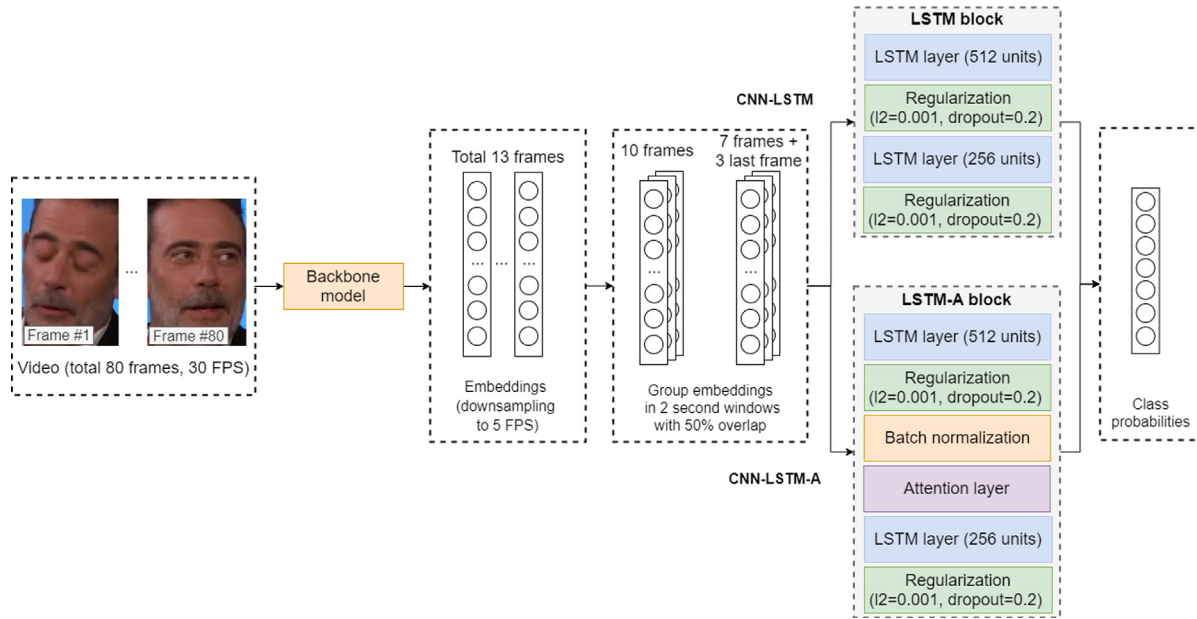 Frame #1
...
Frame #80
Video (total 80 frames, 30 FPS)
Backbone
model
Total 13 frames
... ... ...
Embeddings
(downsampling
to 5 FPS)
10 frames
7 frames +
3 last frame
... ...
Group embeddings
in 2 second windows
with 50% overlap
CNN-LSTM
LSTM block
LSTM layer (512 units)
Regularization
(l2=0.001, dropout=0.2)
LSTM layer (256 units)
Regularization
(l2=0.001, dropout=0.2)
CNN-LSTM-A
LSTM-A block
LSTM layer (512 units)
Regularization
(l2=0.001, dropout=0.2)
Batch normalization
Attention layer
LSTM layer (256 units)
Regularization
(l2=0.001, dropout=0.2)
Class
probabilities